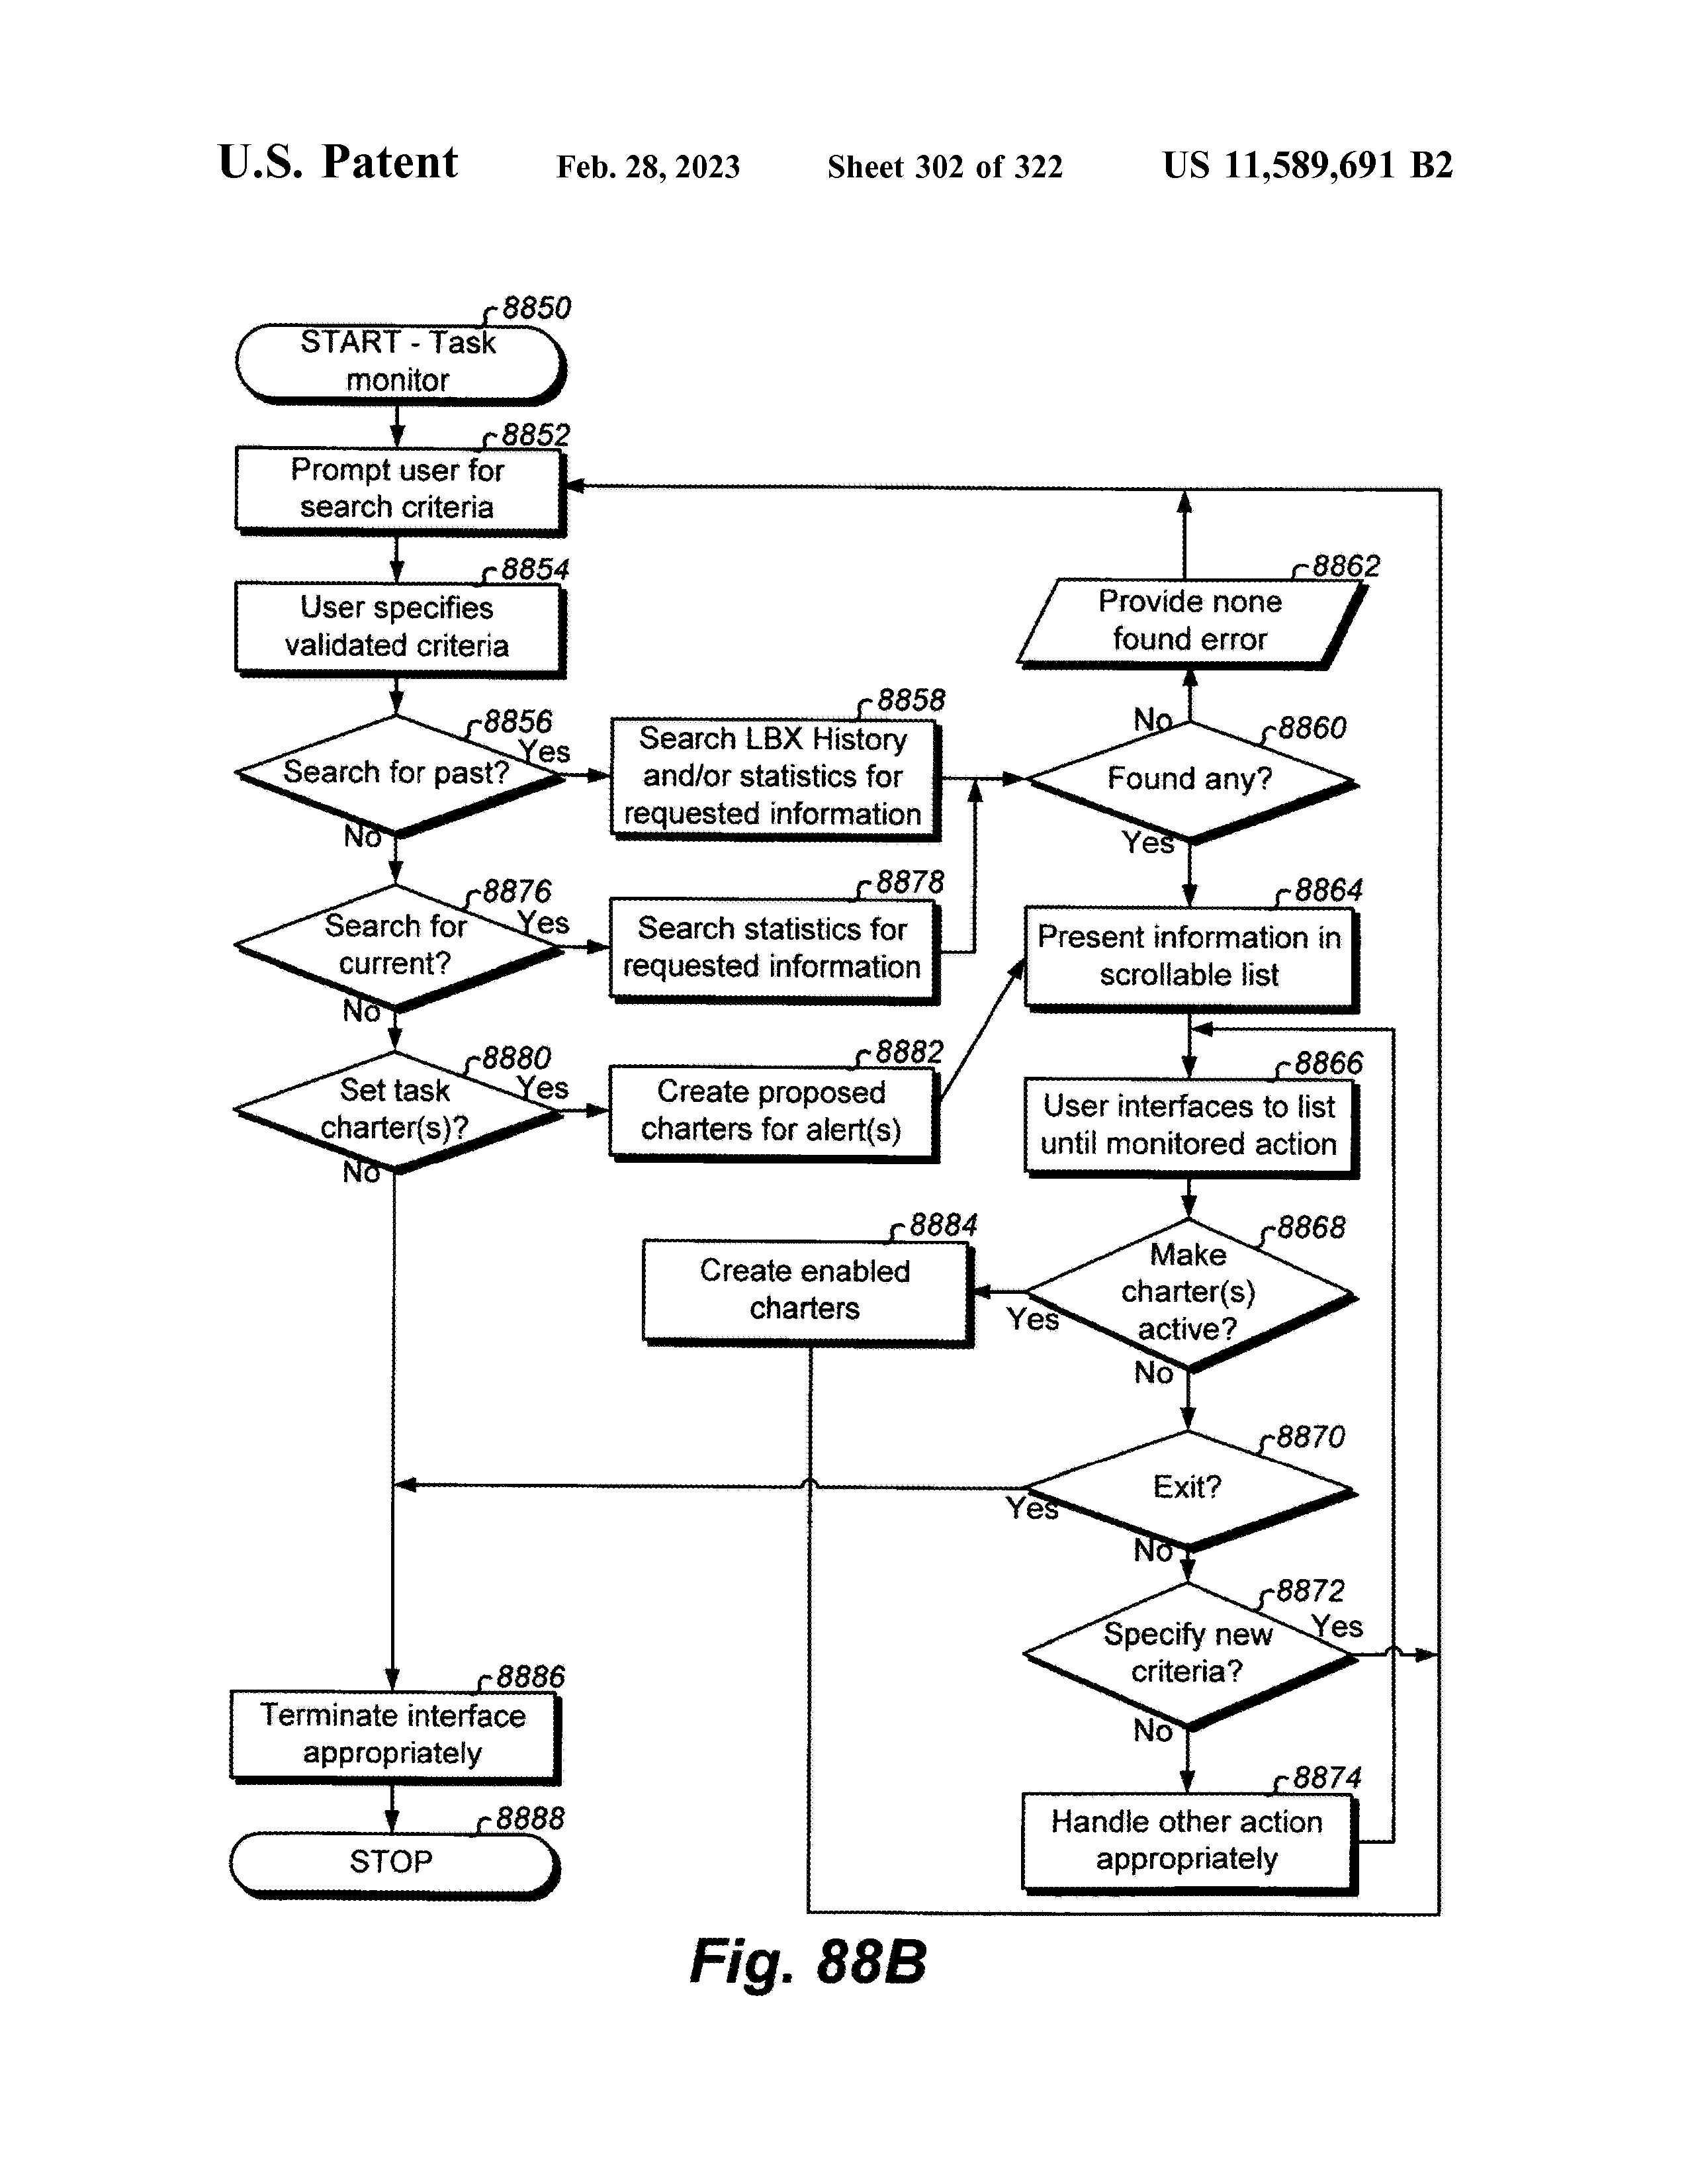 U.S. Patent Feb. 28, 2023 Sheet 302 of 322 US 11,589,691 B2
8850
START - Task
monitor
8852
Prompt user for
search criteria
8854
User specifies
validated criteria
8856
Search for past?
Yes
No
8858
Search LBX History
and/or statistics for
requested information
8860
Found any?
No
Yes
8862
Provide none
found error
8876
Search for
current?
Yes
No
8878
Search statistics for
requested information
8864
Present information in
scrollable list
8880
Set task
charter(s)?
Yes
No
8882
Create proposed
charters for alert(s)
8866
User interfaces to list
until monitored action
8868
Make
charter(s)
active?
Yes
No
8884
Create enabled
charters
8870
Exit?
Yes
No
8872
Specify new
criteria?
Yes
No
8874
Handle other action
appropriately
8886
Terminate interface
appropriately
8888
STOP
Fig. 88B